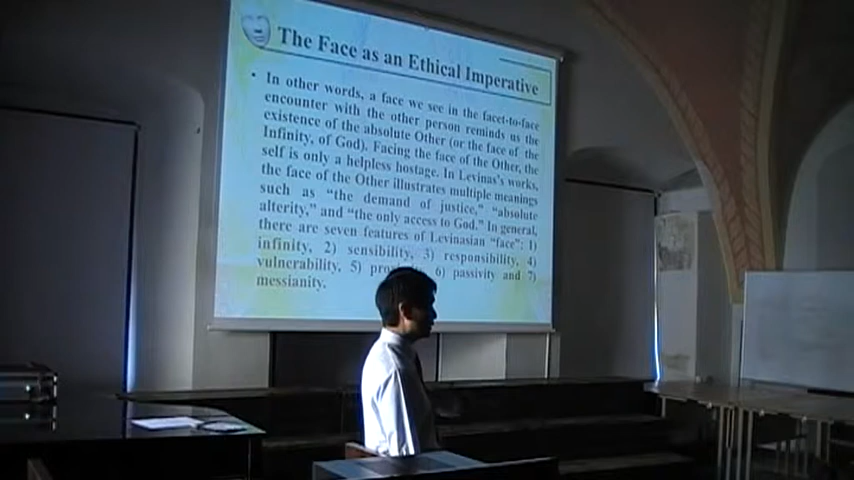 The Face as an Ethical Imperative
• In other words, a face we see in the facet-to-face
encounter with the other person reminds us the
existence of the absolute Other (or the face of the
Infinity, of God). Facing the face of the Other, the
self is only a helpless hostage. In Levinas's works,
the face of the Other illustrates multiple meanings
such as "the demand of justice," "absolute
alterity," and "the only access to God." In general,
there are seven features of Levinasian "face": 1)
infinity, 2) sensibility, 3) responsibility, 4)
vulnerability, 5) 6) passivity and 7)
messianity.